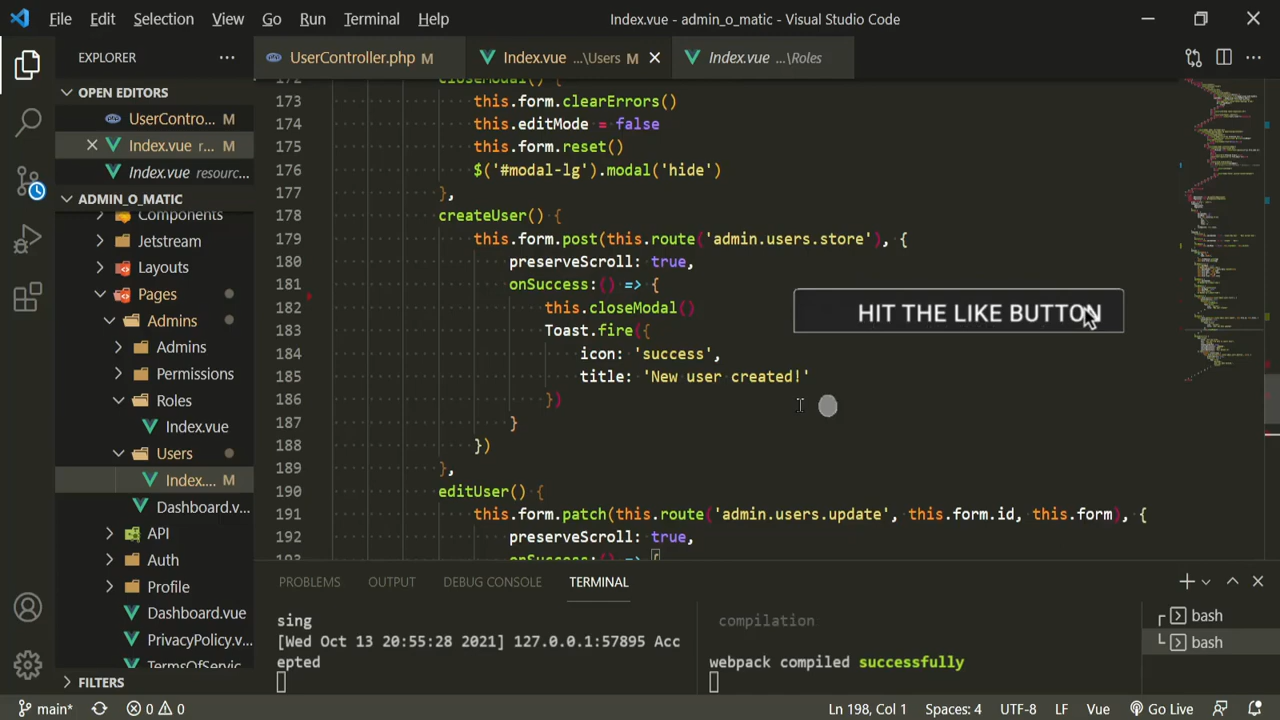 File Edit Selection View Go Run Terminal Help Index.vue - admin_o_matic - Visual Studio Code
EXPLORER ···
OPEN EDITORS
UserContro... M
Index.vue r... M
Index.vue resourc...
ADMIN_O_MATIC
Components
Jetstream
Layouts
Pages
Admins
Admins
Permissions
Roles
Index.vue
Users
Index.... M
Dashboard.v...
API
Auth
Profile
Dashboard.vue
PrivacyPolicy.v...
TermsOfServic...
FILTERS
UserController.php M Index.vue ...\Users M Index.vue ...\Roles
172 closeModal() {
173 this.form.clearErrors()
174 this.editMode = false
175 this.form.reset()
176 $('#modal-lg').modal('hide')
177 },
178 createUser() {
179 this.form.post(this.route('admin.users.store'), {
180 preserveScroll: true,
181 onSuccess:() => {
182 this.closeModal()
183 Toast.fire({
184 icon: 'success',
185 title: 'New user created!'
186 })
187 }
188 })
189 },
190 editUser() {
191 this.form.patch(this.route('admin.users.update', this.form.id, this.form), {
192 preserveScroll: true,
193 onSuccess:() => {
HIT THE LIKE BUTTON
PROBLEMS OUTPUT DEBUG CONSOLE TERMINAL
sing
[Wed Oct 13 20:55:28 2021] 127.0.0.1:57895 Acc
epted
compilation
webpack compiled successfully
bash
bash
main* 0 0 Ln 198, Col 1 Spaces: 4 UTF-8 LF Vue Go Live